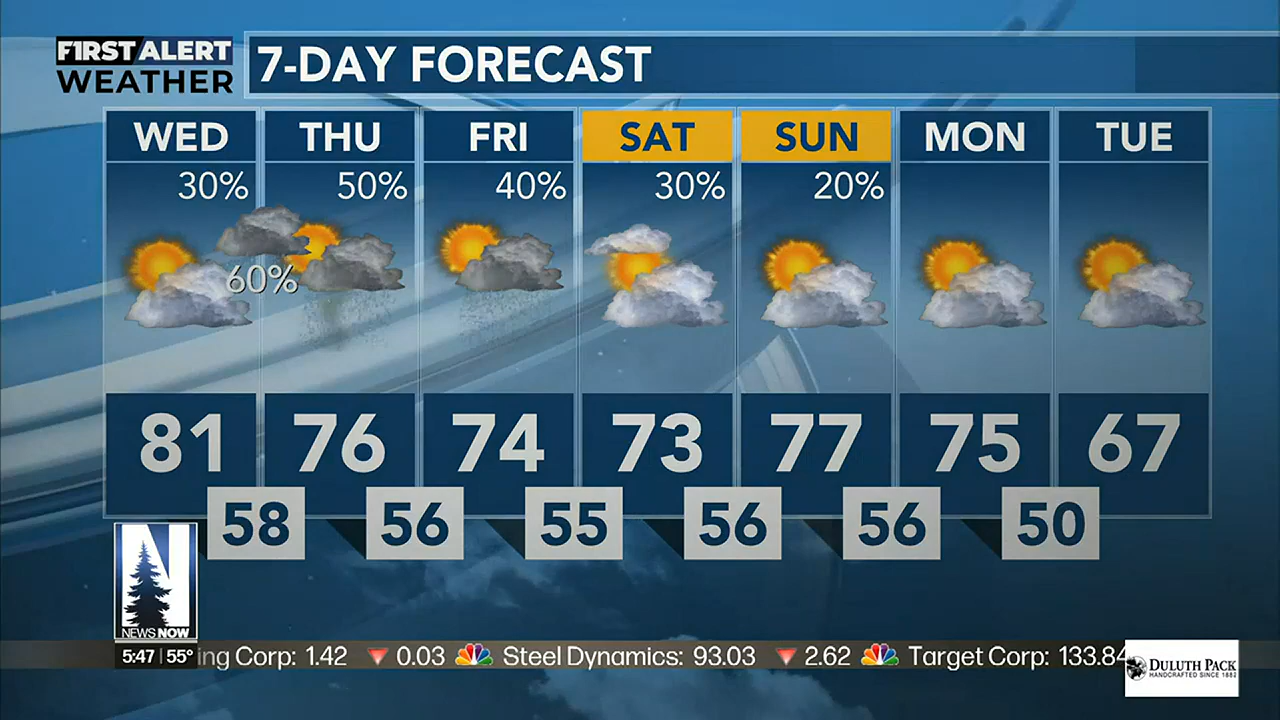 FIRST ALERT
WEATHER
7-DAY FORECAST
WED THU FRI SAT SUN MON TUE
30% 50% 40% 30% 20%
60%
81 76 74 73 77 75 67
58 56 55 56 56 50
N
NEWS NOW
5:47 | 55° ing Corp: 1.42 0.03 Steel Dynamics: 93.03 2.62 Target Corp: 133.84
DULUTH PACK
HANDCRAFTED SINCE 1882